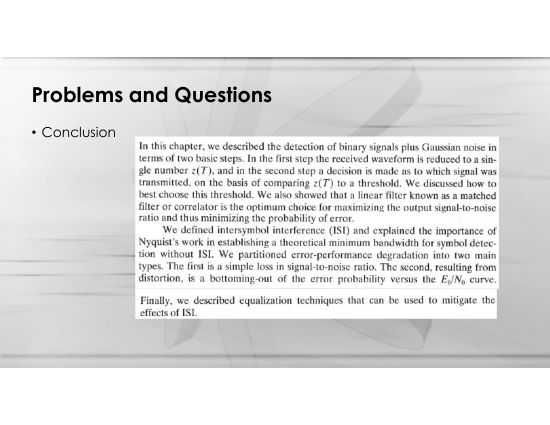 Problems and Questions
• Conclusion
In this chapter, we described the detection of binary signals plus Gaussian noise in
terms of two basic steps. In the first step the received waveform is reduced to a sin-
gle number z(T), and in the second step a decision is made as to which signal was
transmitted, on the basis of comparing z(T) to a threshold. We discussed how to
best choose this threshold. We also showed that a linear filter known as a matched
filter or correlator is the optimum choice for maximizing the output signal-to-noise
ratio and thus minimizing the probability of error.
We defined intersymbol interference (ISI) and explained the importance of
Nyquist's work in establishing a theoretical minimum bandwidth for symbol detec-
tion without ISI. We partitioned error-performance degradation into two main
types. The first is a simple loss in signal-to-noise ratio. The second, resulting from
distortion, is a bottoming-out of the error probability versus the E_b/N_0 curve.
Finally, we described equalization techniques that can be used to mitigate the
effects of ISI.